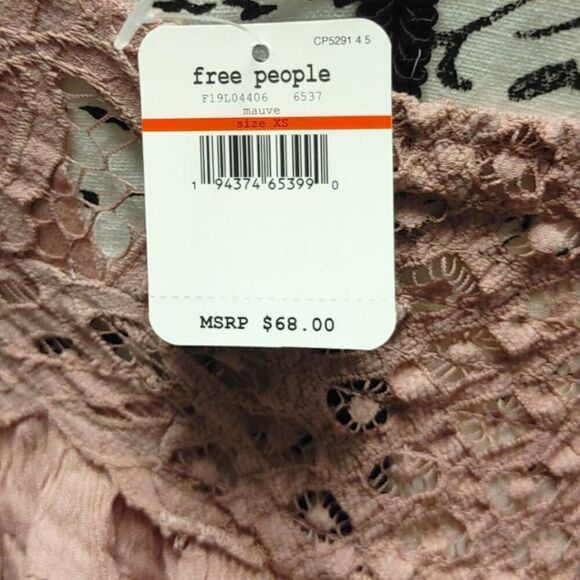 CP5291 4 5
free people
F19L04406 6537
mauve
size XS
1 94374 65399 0
MSRP $68.00